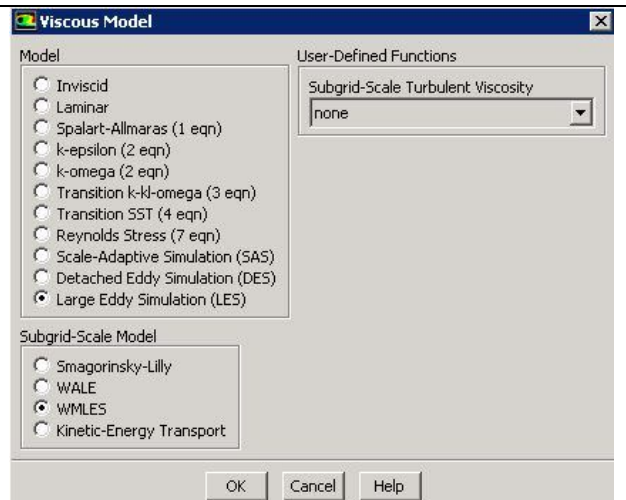 Viscous Model
Model
Inviscid
Laminar
Spalart-Allmaras (1 eqn)
k-epsilon (2 eqn)
k-omega (2 eqn)
Transition k-kl-omega (3 eqn)
Transition SST (4 eqn)
Reynolds Stress (7 eqn)
Scale-Adaptive Simulation (SAS)
Detached Eddy Simulation (DES)
Large Eddy Simulation (LES)
Subgrid-Scale Model
Smagorinsky-Lilly
WALE
WMLES
Kinetic-Energy Transport
User-Defined Functions
Subgrid-Scale Turbulent Viscosity
none
OK Cancel Help